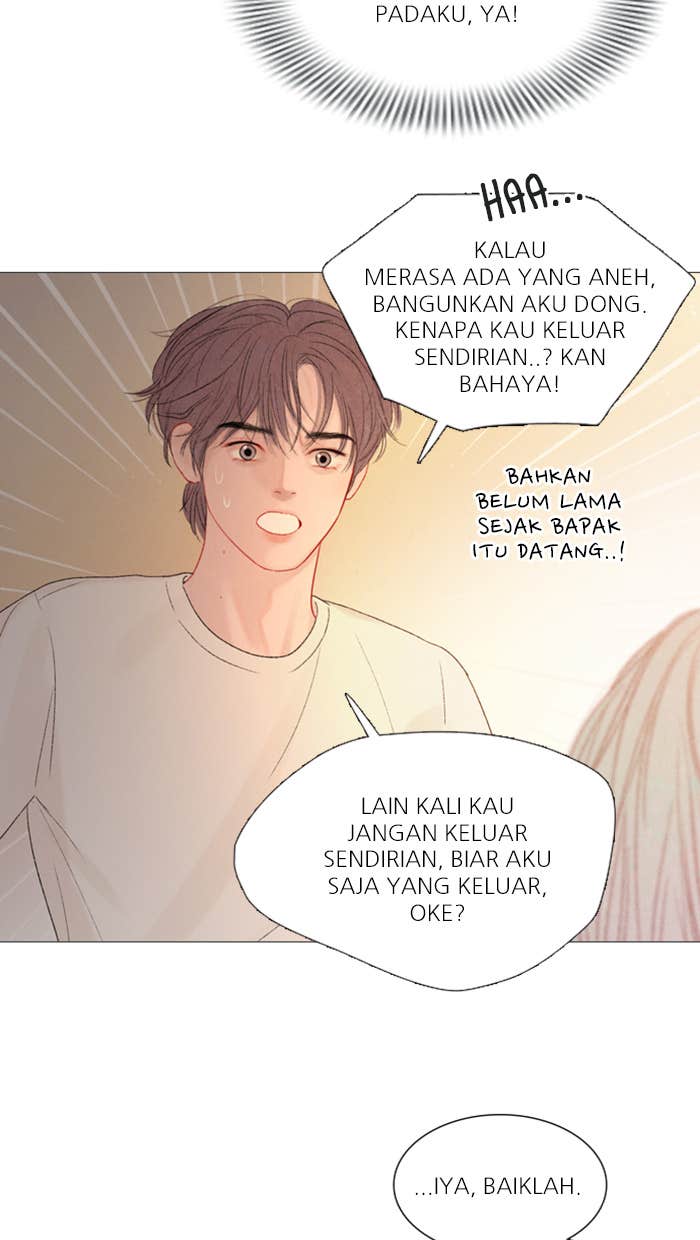 PADAKU, YA!
HAA...
KALAU
MERASA ADA YANG ANEH,
BANGUNKAN AKU DONG.
KENAPA KAU KELUAR
SENDIRIAN..? KAN
BAHAYA!
BAHKAN
BELUM LAMA
SEJAK BAPAK
ITU DATANG..!
LAIN KALI KAU
JANGAN KELUAR
SENDIRIAN, BIAR AKU
SAJA YANG KELUAR,
OKE?
...IYA, BAIKLAH.